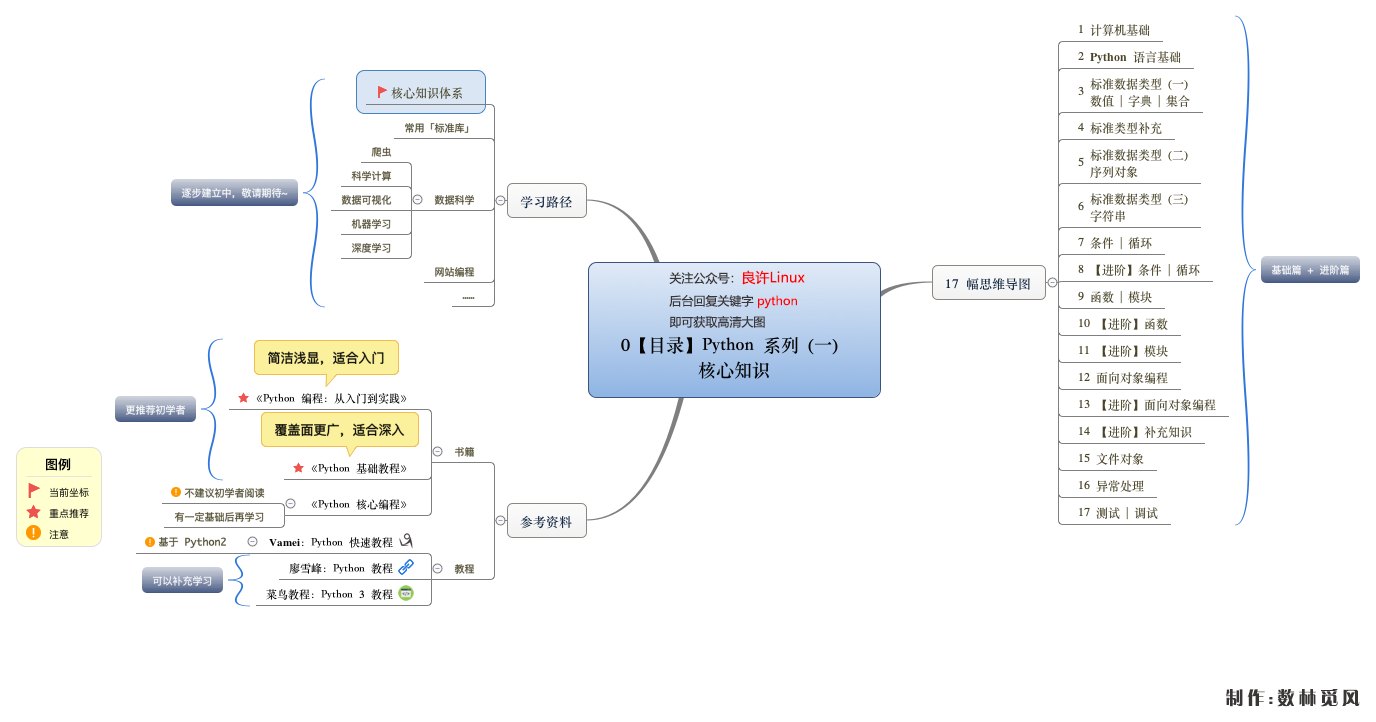 核心知识体系
常用「标准库」
爬虫
科学计算
数据可视化
机器学习
深度学习
数据科学
网站编程
......
逐步建立中，敬请期待~
学习路径
关注公众号：良许Linux
后台回复关键字 python
即可获取高清大图
0【目录】Python 系列 (一)
核心知识
简洁浅显，适合入门
《Python 编程：从入门到实践》
更推荐初学者
覆盖面更广，适合深入
《Python 基础教程》
书籍
不建议初学者阅读
有一定基础后再学习
《Python 核心编程》
参考资料
基于 Python2
Vamei：Python 快速教程
廖雪峰：Python 教程
教程
可以补充学习
菜鸟教程：Python 3 教程
图例
当前坐标
重点推荐
注意
17 幅思维导图
1 计算机基础
2 Python 语言基础
3 标准数据类型 (一)
数值 | 字典 | 集合
4 标准类型补充
5 标准数据类型 (二)
序列对象
6 标准数据类型 (三)
字符串
7 条件 | 循环
8 【进阶】条件 | 循环
9 函数 | 模块
10 【进阶】函数
11 【进阶】模块
12 面向对象编程
13 【进阶】面向对象编程
14 【进阶】补充知识
15 文件对象
16 异常处理
17 测试 | 调试
基础篇 + 进阶篇
制作:数林觅风